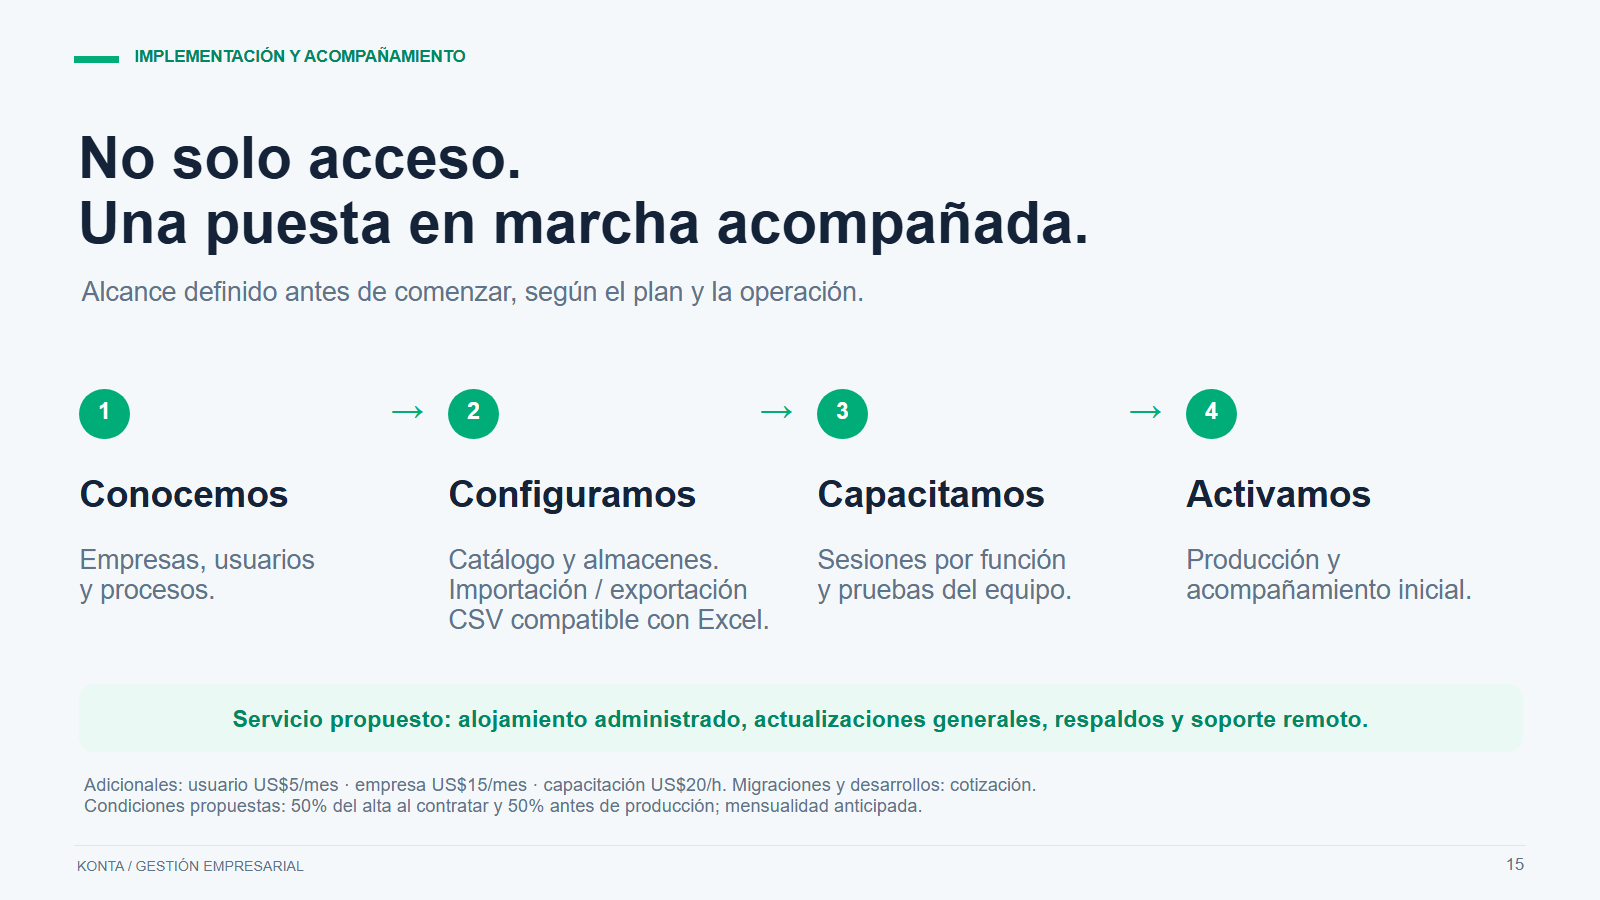 IMPLEMENTACIÓN Y ACOMPAÑAMIENTO
No solo acceso.
Una puesta en marcha acompañada.
Alcance definido antes de comenzar, según el plan y la operación.
1
→
2
→
3
→
4
Conocemos
Empresas, usuarios
y procesos.
Configuramos
Catálogo y almacenes.
Importación / exportación
CSV compatible con Excel.
Capacitamos
Sesiones por función
y pruebas del equipo.
Activamos
Producción y
acompañamiento inicial.
Servicio propuesto: alojamiento administrado, actualizaciones generales, respaldos y soporte remoto.
Adicionales: usuario US$5/mes · empresa US$15/mes · capacitación US$20/h. Migraciones y desarrollos: cotización.
Condiciones propuestas: 50% del alta al contratar y 50% antes de producción; mensualidad anticipada.
KONTA / GESTIÓN EMPRESARIAL
15